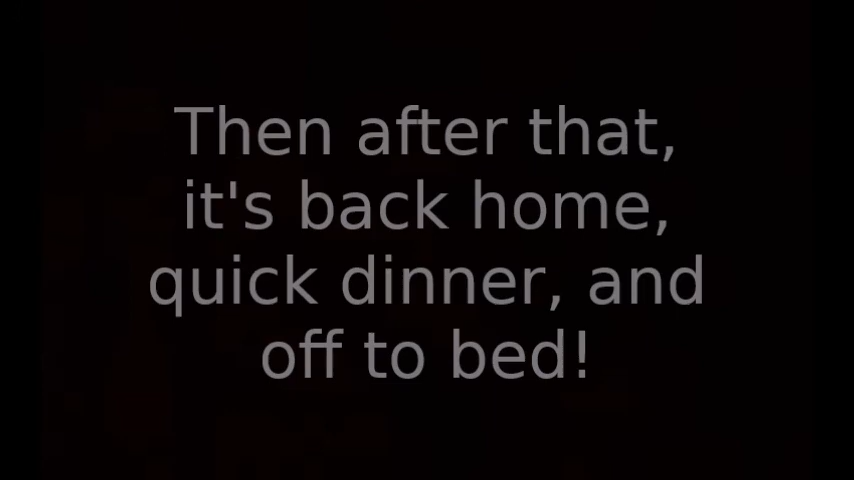 Then after that,
it's back home,
quick dinner, and
off to bed!